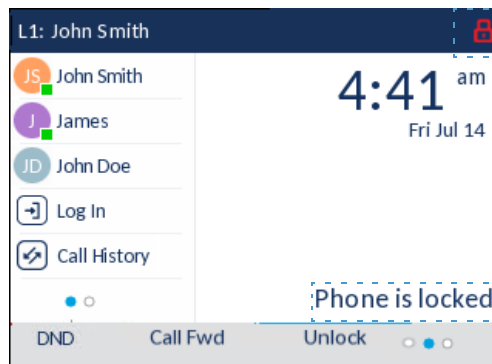 L1: John Smith
JS John Smith
J James
JD John Doe
Log In
Call History
4:41 am
Fri Jul 14
Phone is locked
DND Call Fwd Unlock